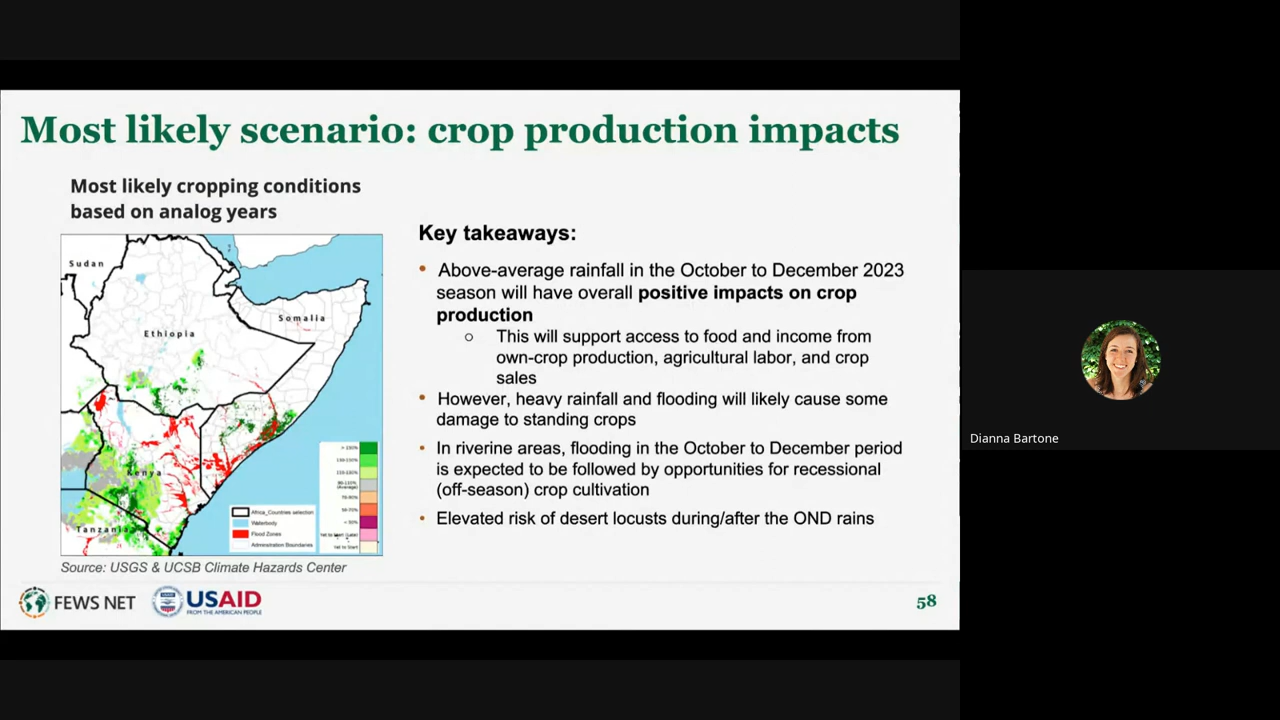 Most likely scenario: crop production impacts
Most likely cropping conditions
based on analog years
Sudan
Ethiopia
Somalia
Kenya
Tanzania
Africa_Countries selection
Waterbody
Flood Zones
Administration Boundaries
Source: USGS & UCSB Climate Hazards Center
Key takeaways:
• Above-average rainfall in the October to December 2023
season will have overall positive impacts on crop
production
○ This will support access to food and income from
own-crop production, agricultural labor, and crop
sales
• However, heavy rainfall and flooding will likely cause some
damage to standing crops
• In riverine areas, flooding in the October to December period
is expected to be followed by opportunities for recessional
(off-season) crop cultivation
• Elevated risk of desert locusts during/after the OND rains
FEWS NET
USAID
FROM THE AMERICAN PEOPLE
58
Dianna Bartone